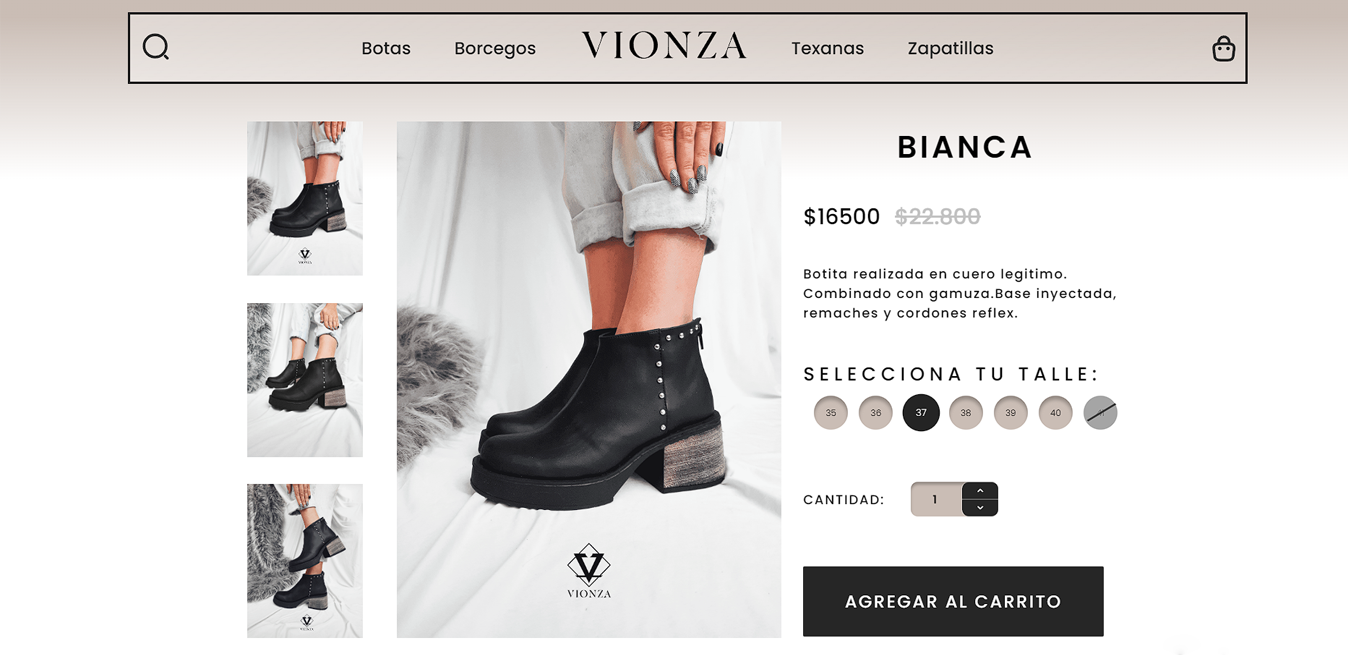 Botas Borcegos VIONZA Texanas Zapatillas
BIANCA
$16500 $22.800
Botita realizada en cuero legitimo.
Combinado con gamuza.Base inyectada,
remaches y cordones reflex.
SELECCIONA TU TALLE:
35 36 37 38 39 40
CANTIDAD: 1
AGREGAR AL CARRITO
VIONZA